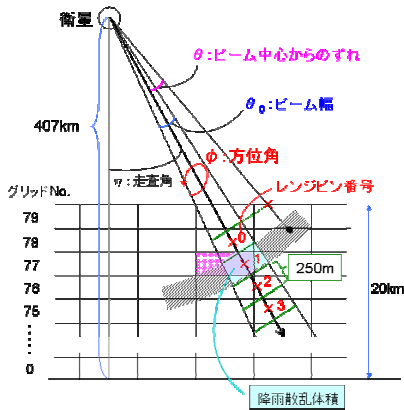 衛星
θ:ビーム中心からのずれ
θ0:ビーム幅
407km
φ:方位角
η:走査角
レンジビン番号
グリッドNo.
79
78
77
76
75
0
0
1
2
3
250m
20km
降雨散乱体積